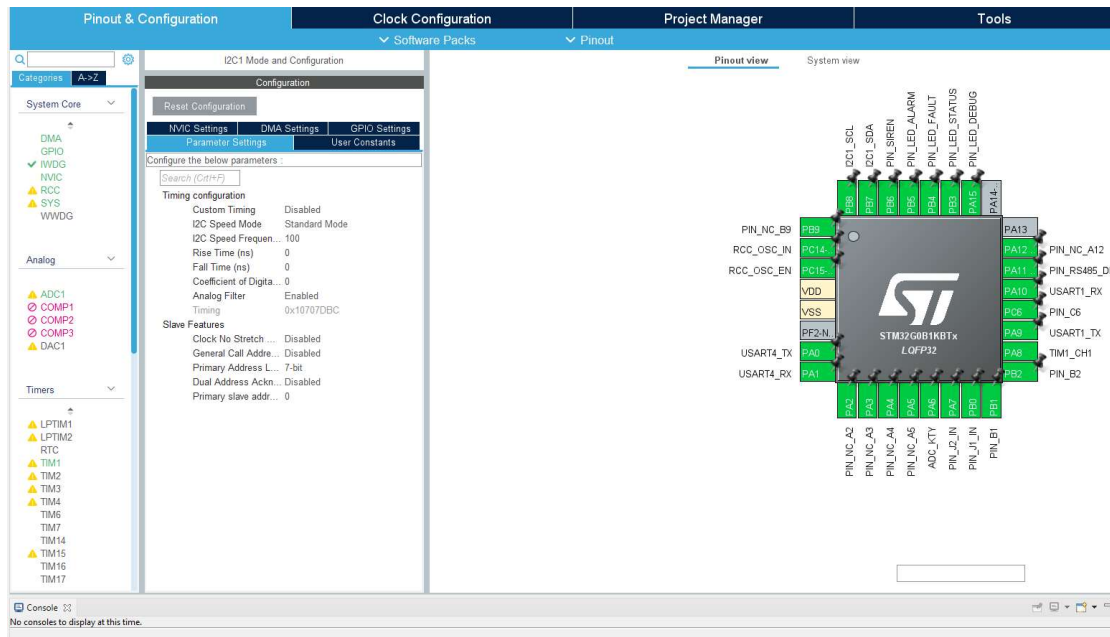 Pinout & Configuration
Clock Configuration
Project Manager
Tools
Software Packs
Pinout
Categories
A->Z
System Core
DMA
GPIO
IWDG
NVIC
RCC
SYS
WWDG
Analog
ADC1
COMP1
COMP2
COMP3
DAC1
Timers
LPTIM1
LPTIM2
RTC
TIM1
TIM2
TIM3
TIM4
TIM6
TIM7
TIM14
TIM15
TIM16
TIM17
I2C1 Mode and Configuration
Configuration
Reset Configuration
NVIC Settings
DMA Settings
GPIO Settings
Parameter Settings
User Constants
Configure the below parameters :
Search (Crtl+F)
Timing configuration
Custom Timing Disabled
I2C Speed Mode Standard Mode
I2C Speed Frequen... 100
Rise Time (ns) 0
Fall Time (ns) 0
Coefficient of Digita... 0
Analog Filter Enabled
Timing 0x10707DBC
Slave Features
Clock No Stretch ... Disabled
General Call Addre... Disabled
Primary Address L... 7-bit
Dual Address Ackn... Disabled
Primary slave addr... 0
Pinout view
System view
I2C1_SCL
I2C1_SDA
PIN_SIREN
PIN_LED_ALARM
PIN_LED_FAULT
PIN_LED_STATUS
PIN_LED_DEBUG
PB8
PB7
PB6
PB5
PB4
PB3
PA15
PA14-..
PIN_NC_B9 PB9
RCC_OSC_IN PC14-
RCC_OSC_EN PC15-
VDD
VSS
PF2-N..
USART4_TX PA0
USART4_RX PA1
STM32G0B1KBTx
LQFP32
PA13
PA12 PIN_NC_A12
PA11 PIN_RS485_D
PA10 USART1_RX
PC6 PIN_C6
PA9 USART1_TX
PA8 TIM1_CH1
PB2 PIN_B2
PA2
PA3
PA4
PA5
PA6
PA7
PB0
PB1
PIN_NC_A2
PIN_NC_A3
PIN_NC_A4
PIN_NC_A5
ADC_KTY
PIN_J2_IN
PIN_J1_IN
PIN_B1
Console
No consoles to display at this time.